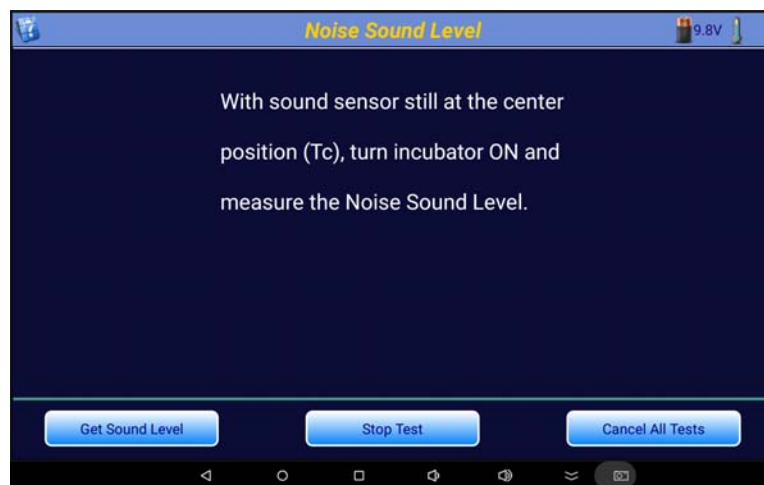 Noise Sound Level
9.8V
With sound sensor still at the center
position (Tc), turn incubator ON and
measure the Noise Sound Level.
Get Sound Level
Stop Test
Cancel All Tests